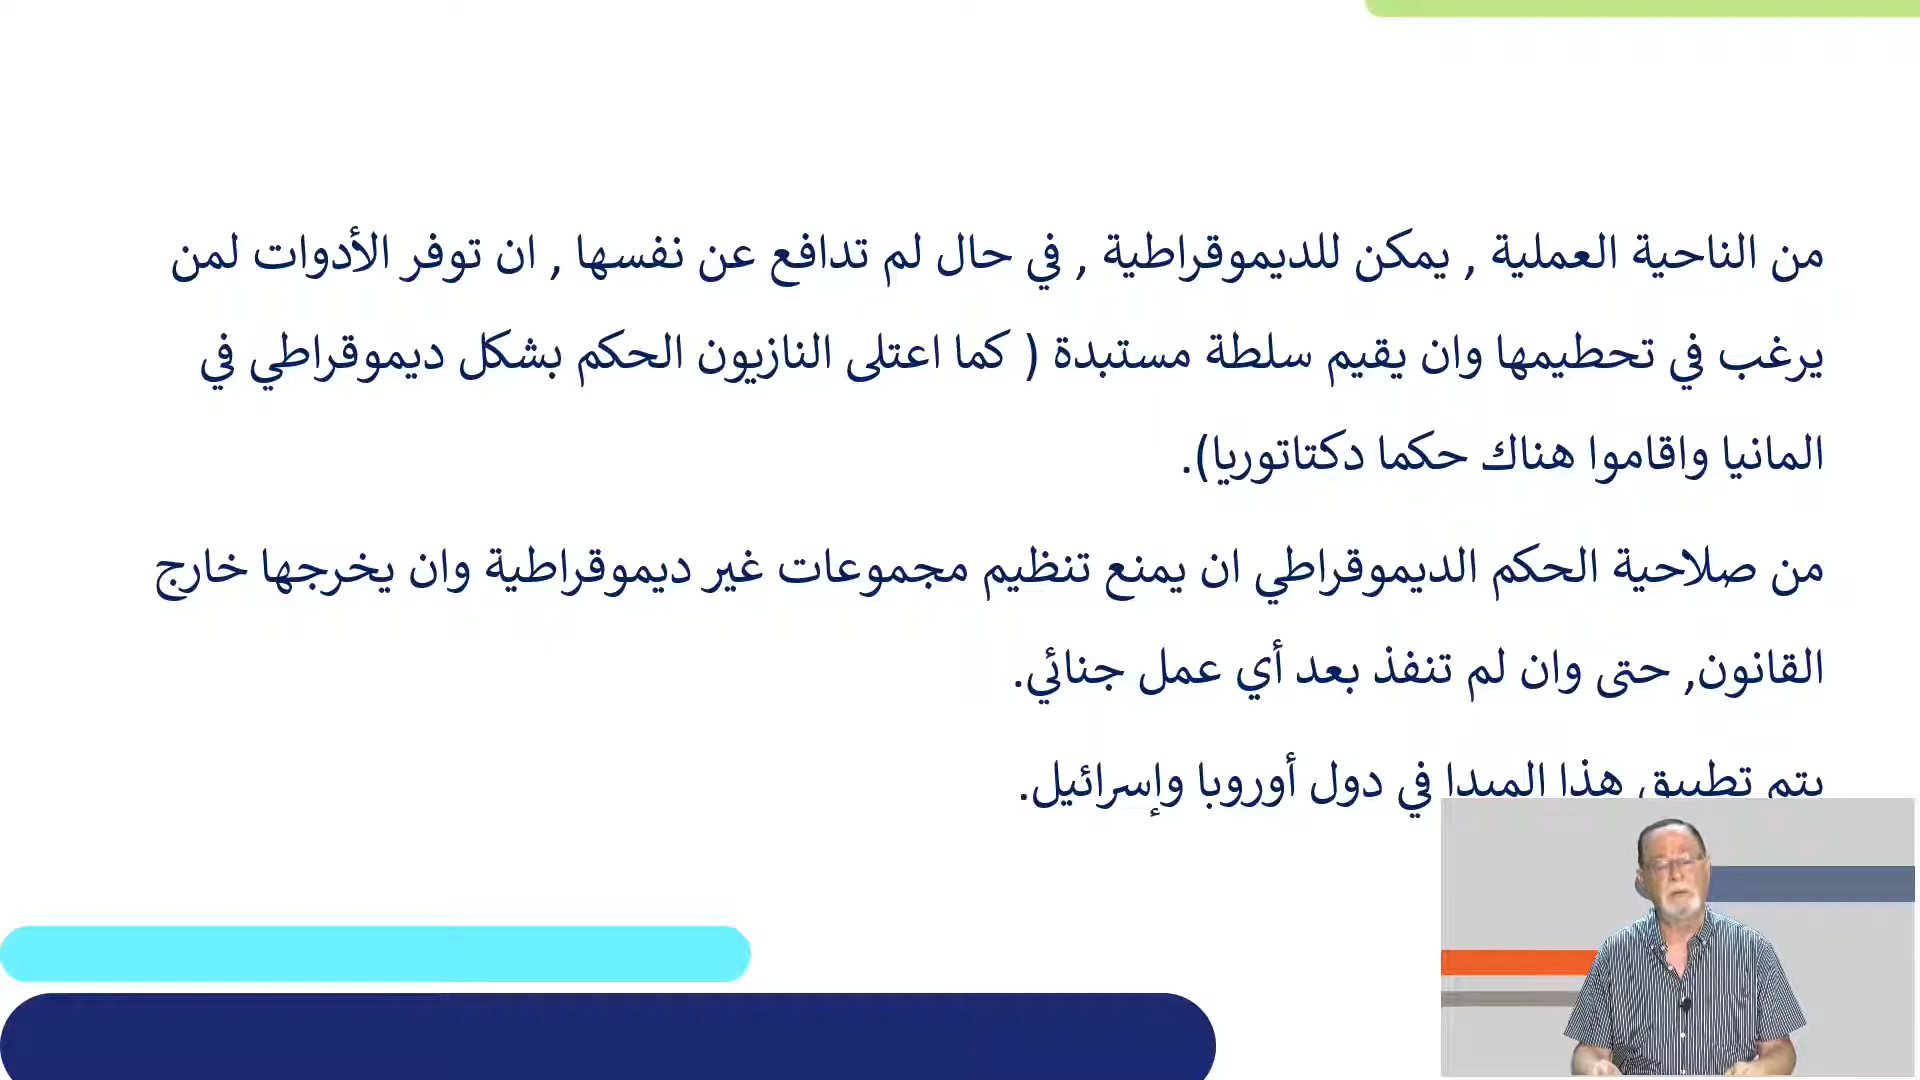 من الناحية العملية , يمكن للديموقراطية , في حال لم تدافع عن نفسها , ان توفر الأدوات لمن
يرغب في تحطيمها وان يقيم سلطة مستبدة ( كما اعتلى النازيون الحكم بشكل ديموقراطي في
المانيا واقاموا هناك حكما دكتاتوريا).
من صلاحية الحكم الديموقراطي ان يمنع تنظيم مجموعات غير ديموقراطية وان يخرجها خارج
القانون, حتى وان لم تنفذ بعد أي عمل جنائي.
يتم تطبيق هذا المبدا في دول أوروبا وإسرائيل.